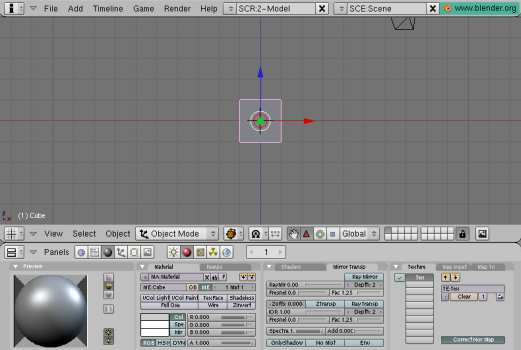 File Add Timeline Game Render Help SCR:2-Model SCE:Scene www.blender.org
(1) Cube
View Select Object Object Mode Global
Panels 1
Preview Material Ramps Shaders Mirror Transp Texture Map Input Map To
MA:Material F Ray Mirror Tex
ME:Cube OB ME 1 Mat 1 RayMir 0.00 Depth: 2 TE:Tex
VCol Light VCol Paint TexFace Shadeless Fresnel 0.0 Fac 1.25 Clear 1
Full Osa Wire ZInvert Zoffs: 0.000 ZTransp Ray Transp
Col R 0.800 IOR 1.00 Depth: 2
Spe G 0.800 Fresnel 0.0 Fac 1.25
Mir B 0.800 Spectra 1. Add 0.000
RGB HSV DYN A 1.000 OnlyShadow No Mist Env Correct Nor Map